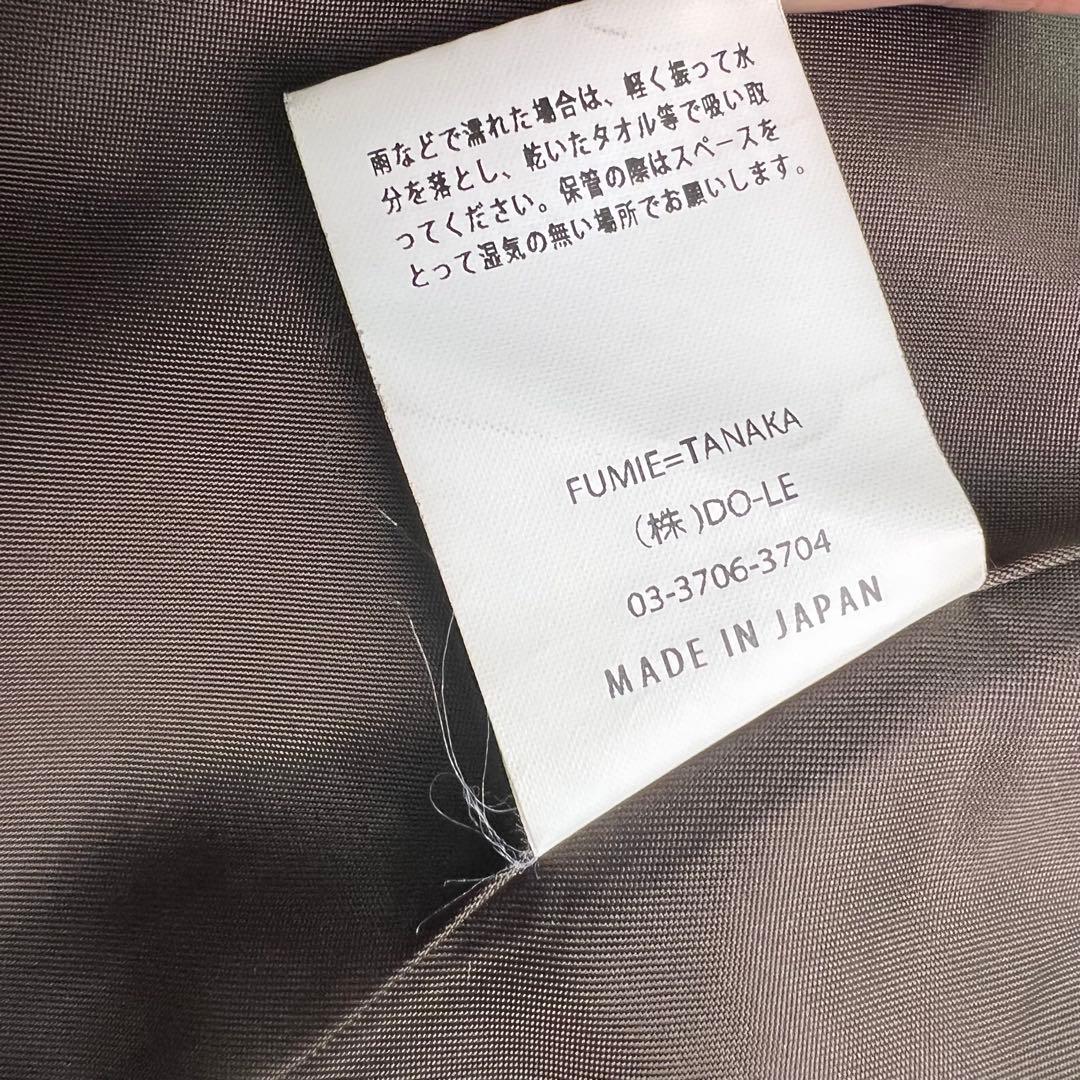 雨などで濡れた場合は、軽く振って水
分を落とし、乾いたタオル等で吸い取
ってください。保管の際はスペースを
とって湿気の無い場所でお願いします。
FUMIE=TANAKA
(株)DO-LE
03-3706-3704
MADE IN JAPAN